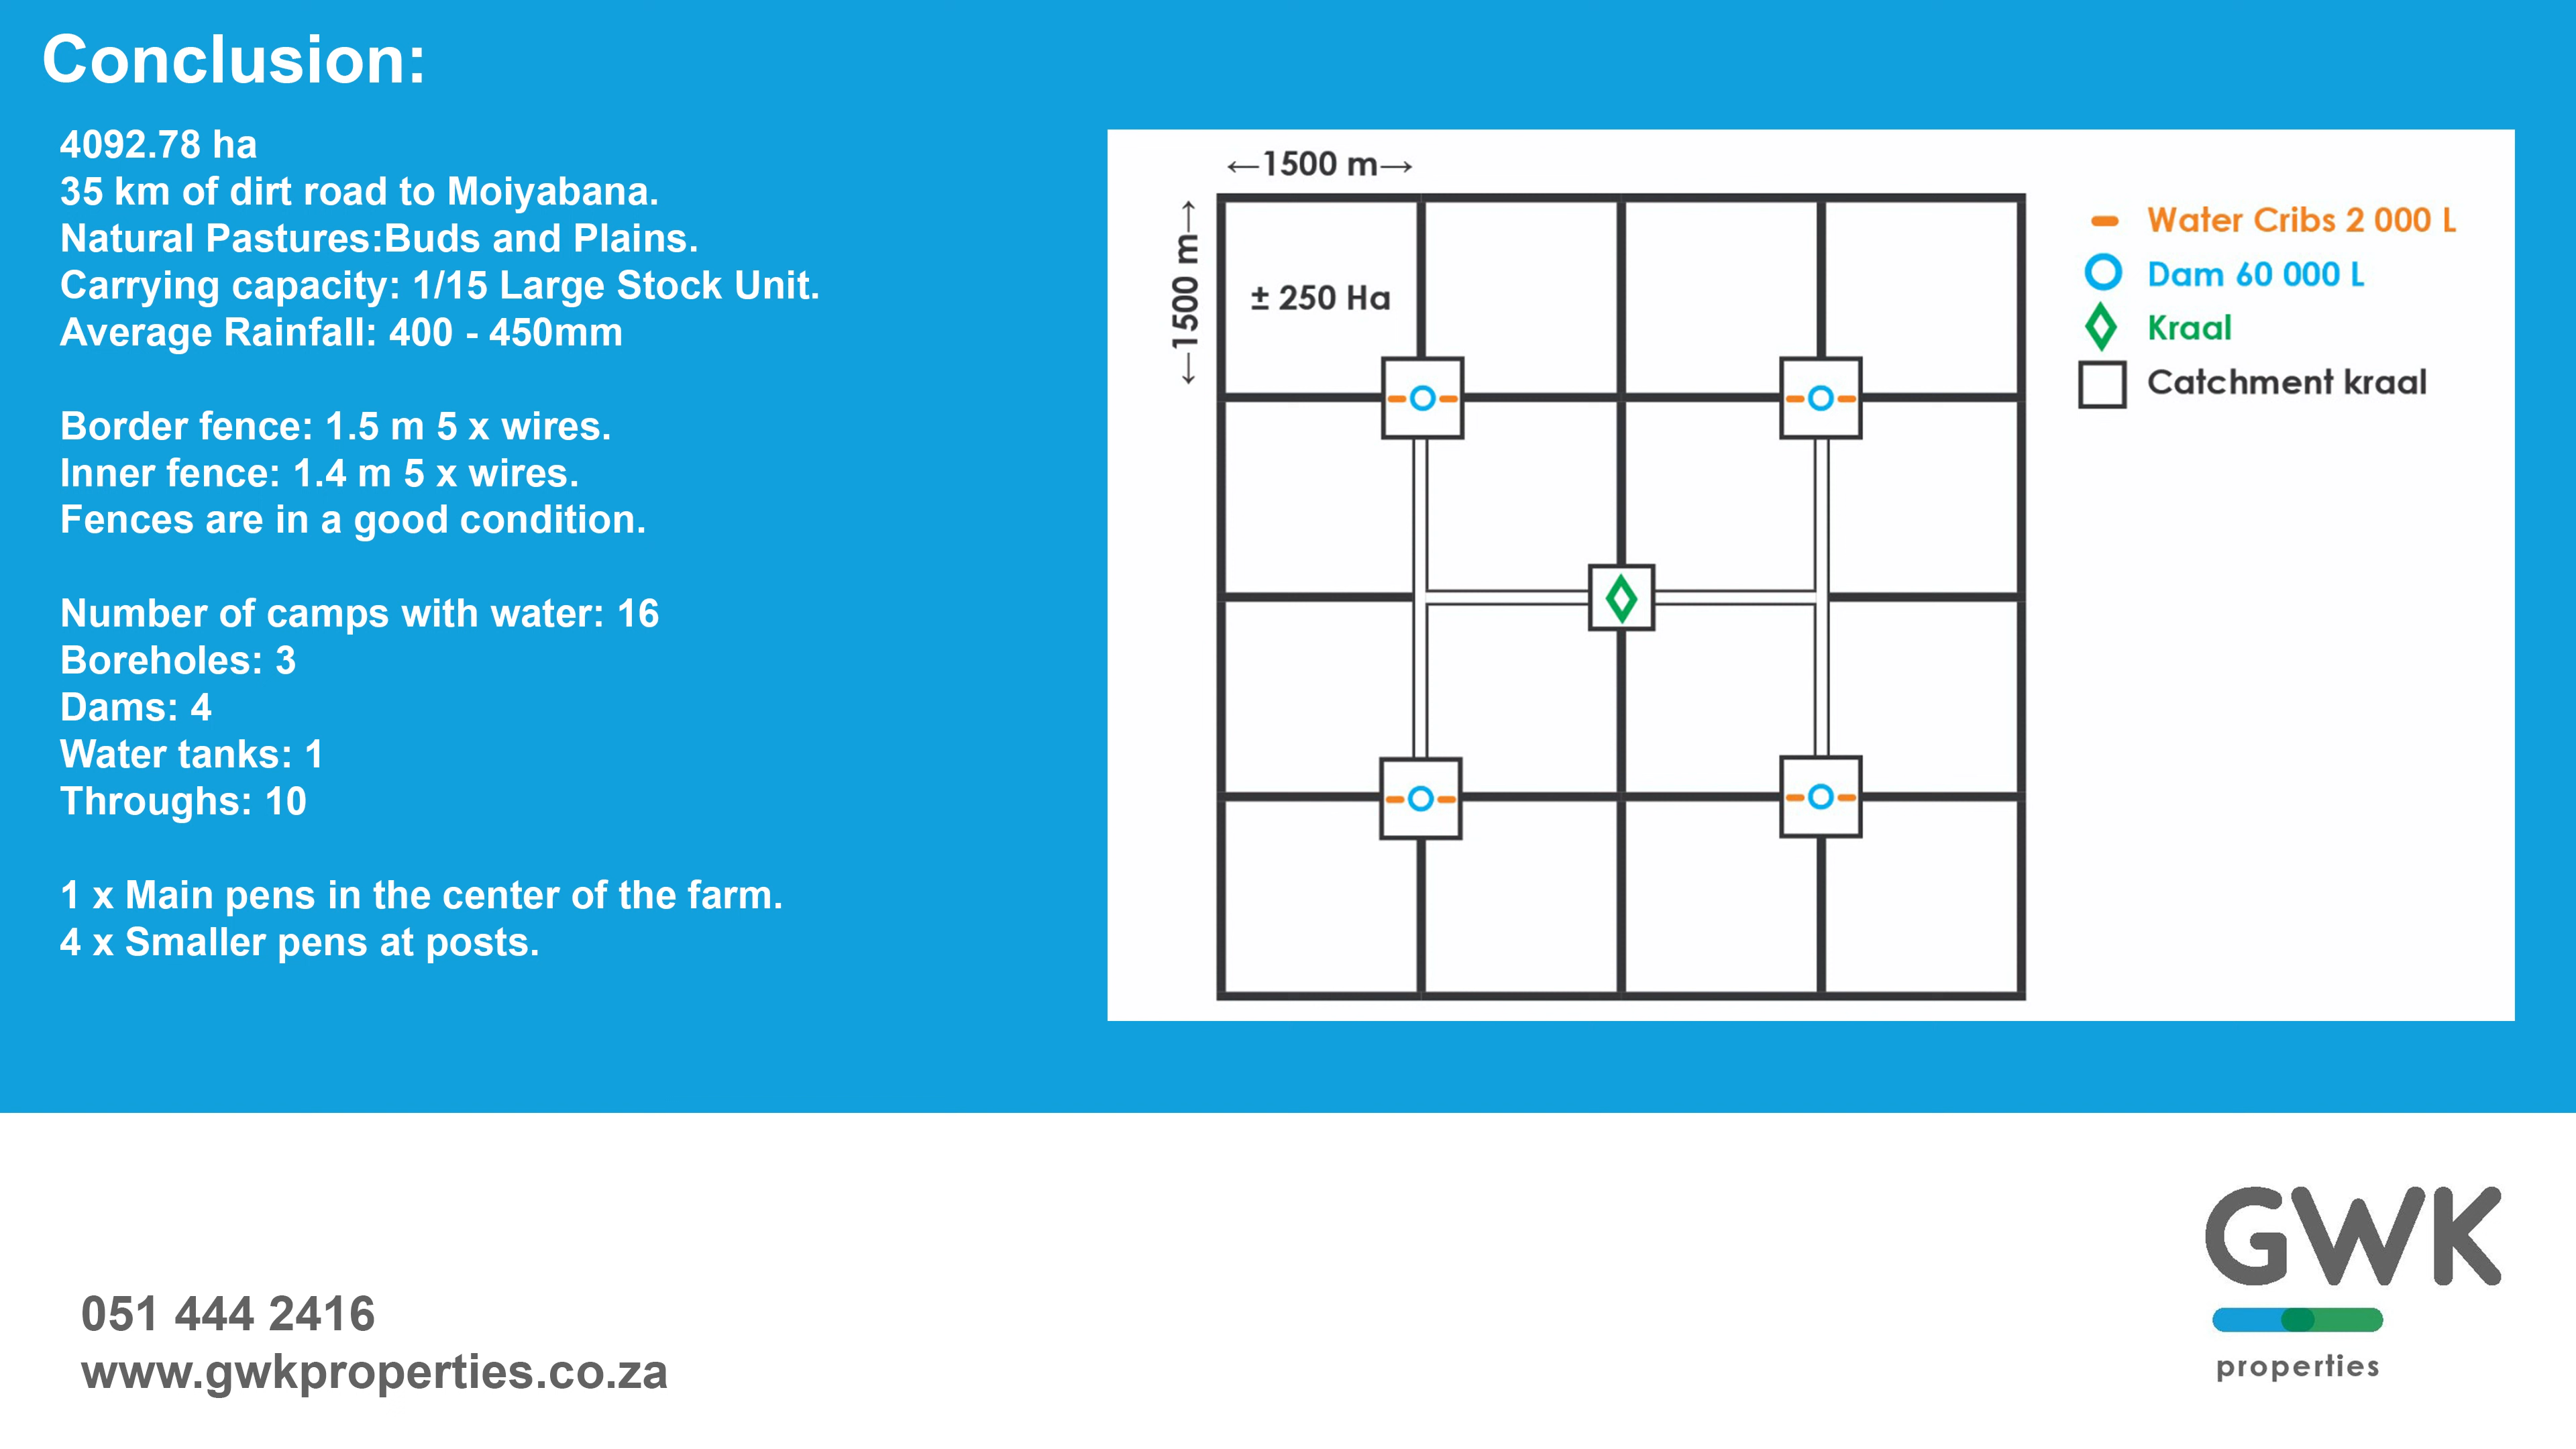 Conclusion:
4092.78 ha
35 km of dirt road to Moiyabana.
Natural Pastures:Buds and Plains.
Carrying capacity: 1/15 Large Stock Unit.
Average Rainfall: 400 - 450mm
Border fence: 1.5 m 5 x wires.
Inner fence: 1.4 m 5 x wires.
Fences are in a good condition.
Number of camps with water: 16
Boreholes: 3
Dams: 4
Water tanks: 1
Throughs: 10
1 x Main pens in the center of the farm.
4 x Smaller pens at posts.
←1500 m→
←1500 m→
± 250 Ha
Water Cribs 2 000 L
Dam 60 000 L
Kraal
Catchment kraal
051 444 2416
www.gwkproperties.co.za
GWK
properties